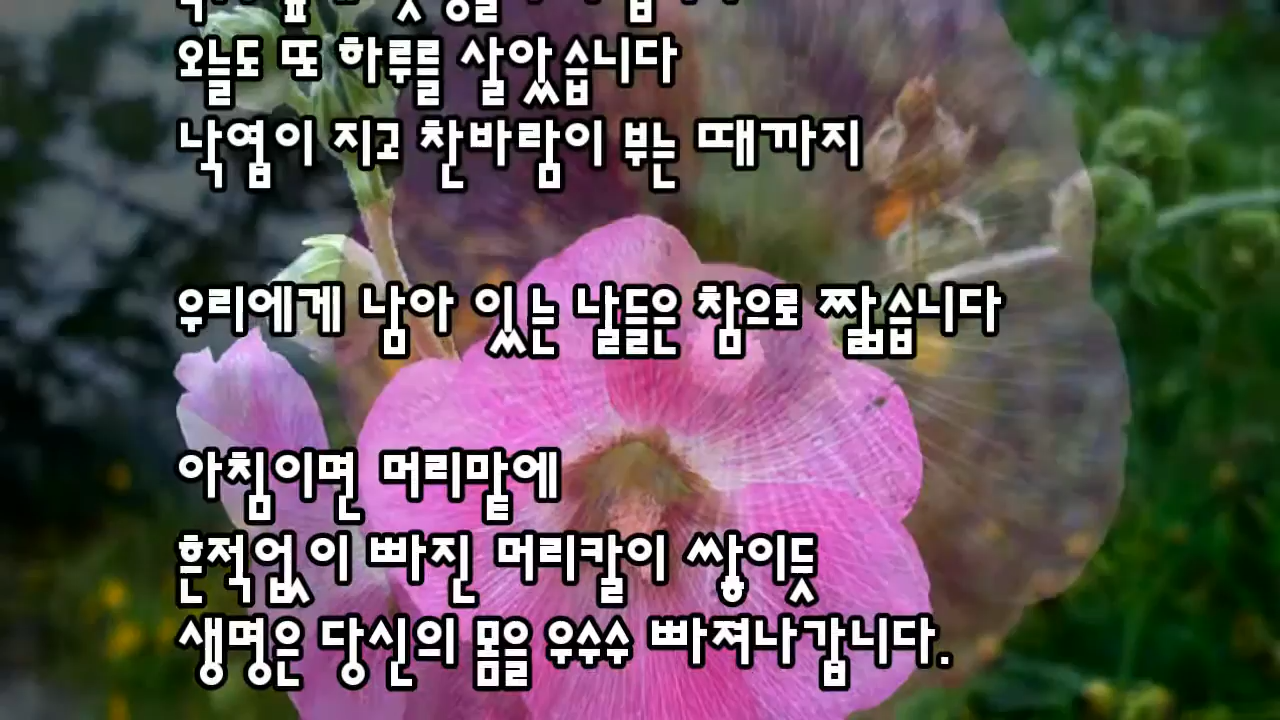 오늘도 또 하루를 살았습니다
낙엽이 지고 찬바람이 부는 때까지
우리에게 남아 있는 날들은 참으로 짧습니다
아침이면 머리맡에
흔적없이 빠진 머리칼이 쌓이듯
생명은 당신의 몸을 우수수 빠져나갑니다.